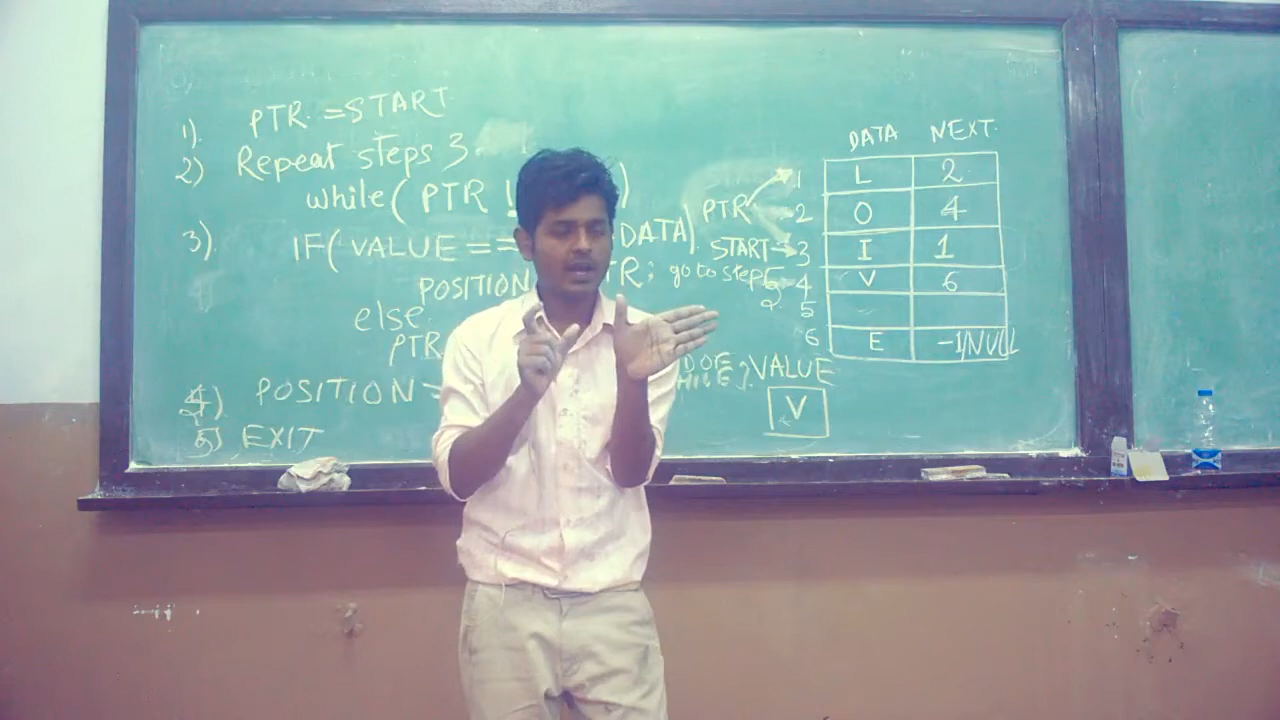 1). PTR = START
2) Repeat steps 3.
while ( PTR ! )
3). IF( VALUE == DATA)
POSITION TR; go to step 5
else
PTR
4) POSITION =
5) EXIT
PTR
START
DATA NEXT
1 L 2
2 O 4
3 I 1
4 V 6
5
6 E -1/NULL
VALUE
V